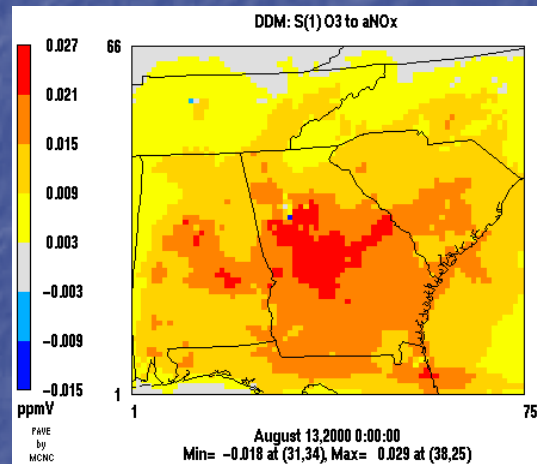 DDM: S(1) O3 to aNOx
0.027
0.021
0.015
0.009
0.003
−0.003
−0.009
−0.015
ppmV
PAVE
by
MCNC
66
1
1
75
August 13,2000 0:00:00
Min= −0.018 at (31,34), Max= 0.029 at (38,25)